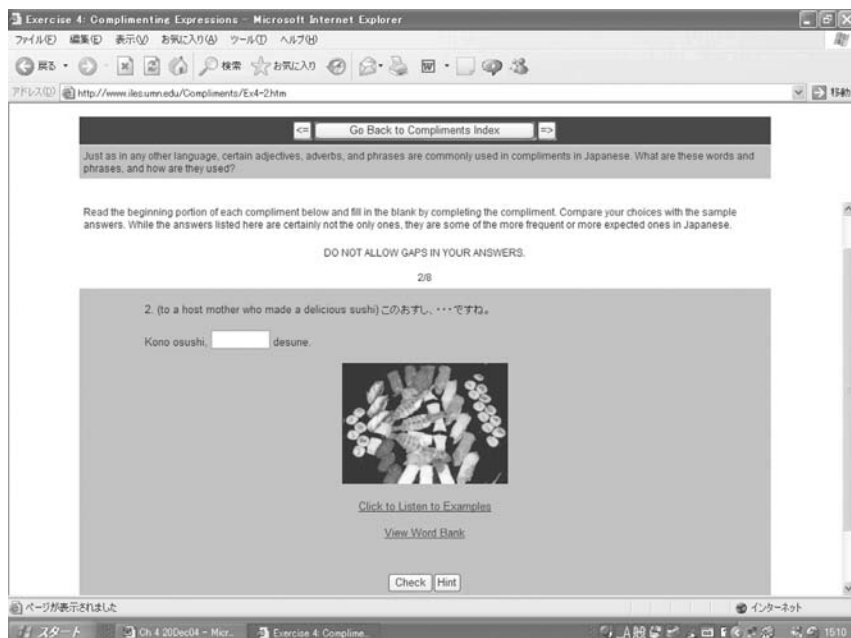 Exercise 4: Complimenting Expressions - Microsoft Internet Explorer
ファイル(F) 編集(E) 表示(V) お気に入り(A) ツール(T) ヘルプ(H)
戻る 検索 お気に入り
アドレス(D) http://www.iles.umn.edu/Compliments/Ex4-2.htm 移動
<= Go Back to Compliments Index =>
Just as in any other language, certain adjectives, adverbs, and phrases are commonly used in compliments in Japanese. What are these words and
phrases, and how are they used?
Read the beginning portion of each compliment below and fill in the blank by completing the compliment. Compare your choices with the sample
answers. While the answers listed here are certainly not the only ones, they are some of the more frequent or more expected ones in Japanese.
DO NOT ALLOW GAPS IN YOUR ANSWERS.
2/8
2. (to a host mother who made a delicious sushi) このおすし、・・・ですね。
Kono osushi, desune.
Click to Listen to Examples
View Word Bank
Check Hint
ページが表示されました インターネット
スタート Ch 4 20Dec04 - Micr... Exercise 4: Complime... A般 15:10